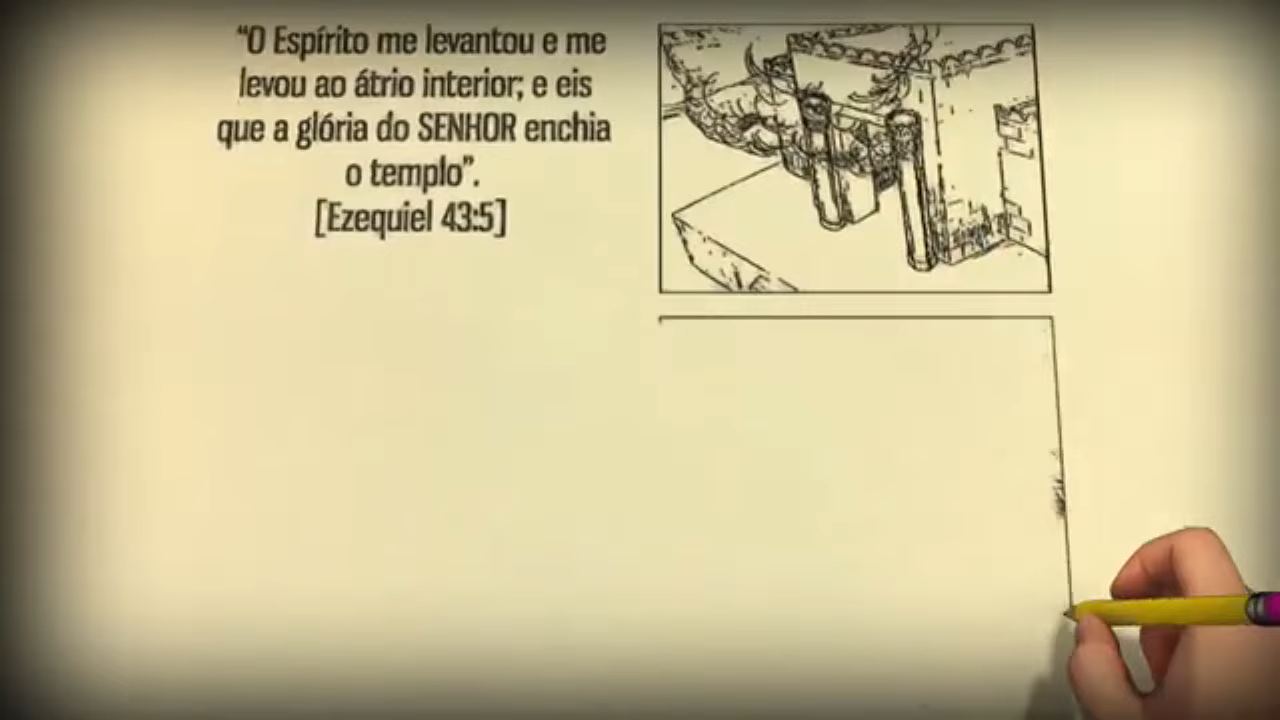 “O Espírito me levantou e me
levou ao átrio interior; e eis
que a glória do SENHOR enchia
o templo”.
[Ezequiel 43:5]